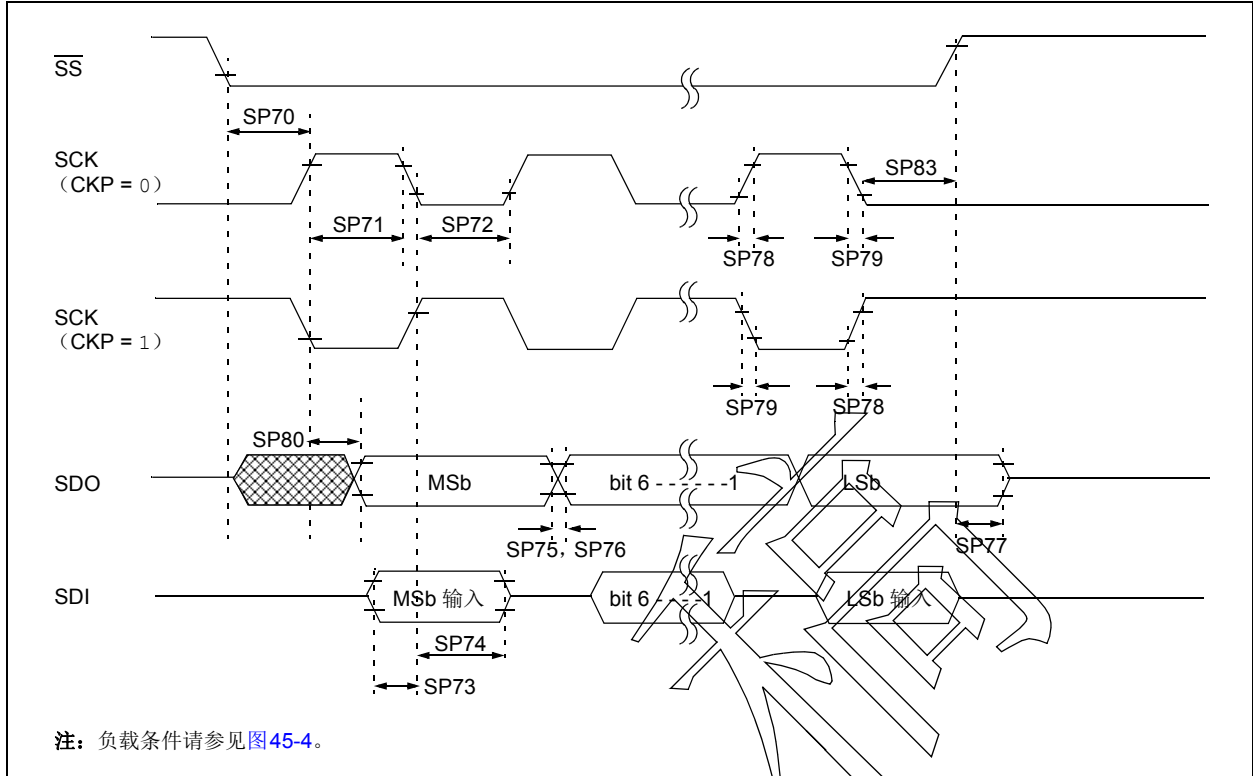 SS
SP70
SCK
（CKP = 0）
SP83
SP71
SP72
SP78
SP79
SCK
（CKP = 1）
SP79
SP78
SP80
SDO
MSb
bit 6 - - - - - -1
LSb
SP75，SP76
SP77
SDI
MSb 输入
bit 6 - - - -1
LSb 输入
SP74
SP73
注：负载条件请参见图45-4。